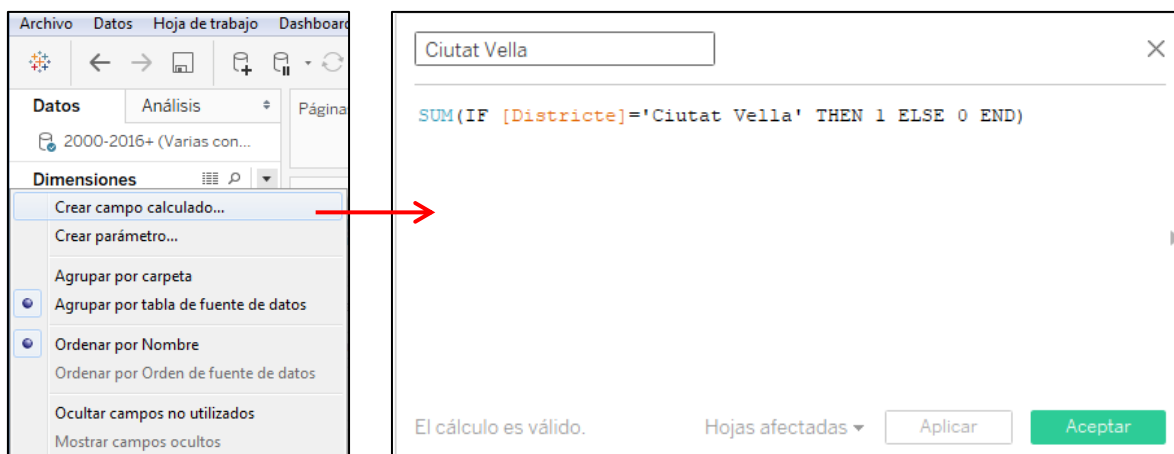 Archivo Datos Hoja de trabajo Dashboard
Datos Análisis Página
2000-2016+ (Varias con...
Dimensiones
Crear campo calculado...
Crear parámetro...
Agrupar por carpeta
Agrupar por tabla de fuente de datos
Ordenar por Nombre
Ordenar por Orden de fuente de datos
Ocultar campos no utilizados
Mostrar campos ocultos
Ciutat Vella
SUM(IF [Districte]='Ciutat Vella' THEN 1 ELSE 0 END)
El cálculo es válido. Hojas afectadas Aplicar Aceptar